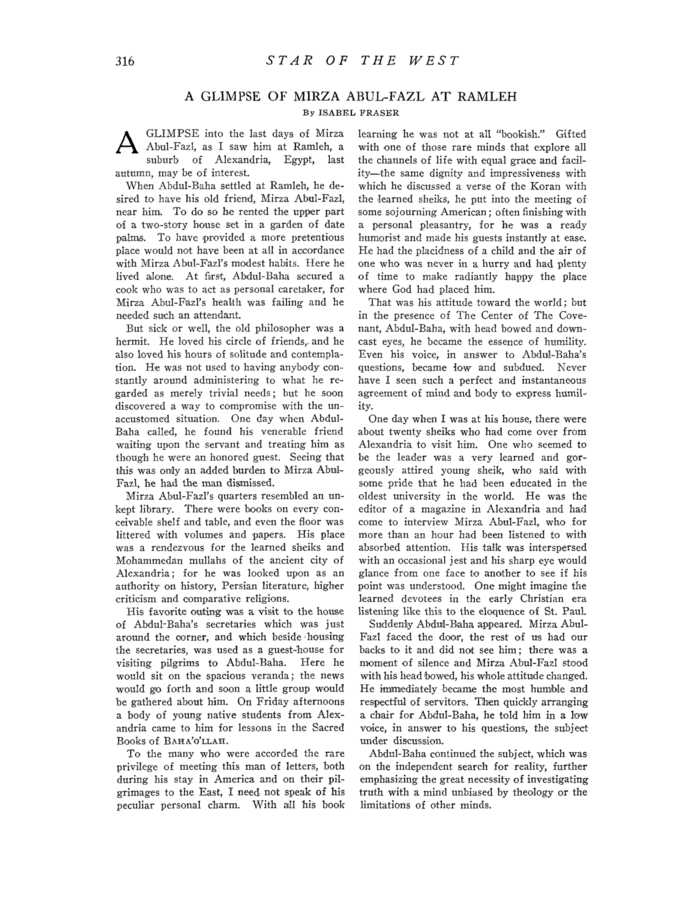 316
STAR OF THE WEST
A GLIMPSE OF MIRZA ABUL-FAZL AT RAMLEH
By ISABEL FRASER
A GLIMPSE into the last days of Mirza
Abul-Fazl, as I saw him at Ramleh, a
suburb of Alexandria, Egypt, last
autumn, may be of interest.
When Abdul-Baha settled at Ramleh, he de-
sired to have his old friend, Mirza Abul-Fazl,
near him. To do so he rented the upper part
of a two-story house set in a garden of date
palms. To have provided a more pretentious
place would not have been at all in accordance
with Mirza Abul-Fazl's modest habits. Here he
lived alone. At first, Abdul-Baha secured a
cook who was to act as personal caretaker, for
Mirza Abul-Fazl's health was failing and he
needed such an attendant.
But sick or well, the old philosopher was a
hermit. He loved his circle of friends, and he
also loved his hours of solitude and contempla-
tion. He was not used to having anybody con-
stantly around administering to what he re-
garded as merely trivial needs; but he soon
discovered a way to compromise with the un-
accustomed situation. One day when Abdul-
Baha called, he found his venerable friend
waiting upon the servant and treating him as
though he were an honored guest. Seeing that
this was only an added burden to Mirza Abul-
Fazl, he had the man dismissed.
Mirza Abul-Fazl's quarters resembled an un-
kept library. There were books on every con-
ceivable shelf and table, and even the floor was
littered with volumes and papers. His place
was a rendezvous for the learned sheiks and
Mohammedan mullahs of the ancient city of
Alexandria; for he was looked upon as an
authority on history, Persian literature, higher
criticism and comparative religions.
His favorite outing was a visit to the house
of Abdul-Baha's secretaries which was just
around the corner, and which beside housing
the secretaries, was used as a guest-house for
visiting pilgrims to Abdul-Baha. Here he
would sit on the spacious veranda; the news
would go forth and soon a little group would
be gathered about him. On Friday afternoons
a body of young native students from Alex-
andria came to him for lessons in the Sacred
Books of BAHA'O'LLAH.
To the many who were accorded the rare
privilege of meeting this man of letters, both
during his stay in America and on their pil-
grimages to the East, I need not speak of his
peculiar personal charm. With all his book
learning he was not at all "bookish." Gifted
with one of those rare minds that explore all
the channels of life with equal grace and facil-
ity—the same dignity and impressiveness with
which he discussed a verse of the Koran with
the learned sheiks, he put into the meeting of
some sojourning American; often finishing with
a personal pleasantry, for he was a ready
humorist and made his guests instantly at ease.
He had the placidness of a child and the air of
one who was never in a hurry and had plenty
of time to make radiantly happy the place
where God had placed him.
That was his attitude toward the world; but
in the presence of The Center of The Cove-
nant, Abdul-Baha, with head bowed and down-
cast eyes, he became the essence of humility.
Even his voice, in answer to Abdul-Baha's
questions, became low and subdued. Never
have I seen such a perfect and instantaneous
agreement of mind and body to express humil-
ity.
One day when I was at his house, there were
about twenty sheiks who had come over from
Alexandria to visit him. One who seemed to
be the leader was a very learned and gor-
geously attired young sheik, who said with
some pride that he had been educated in the
oldest university in the world. He was the
editor of a magazine in Alexandria and had
come to interview Mirza Abul-Fazl, who for
more than an hour had been listened to with
absorbed attention. His talk was interspersed
with an occasional jest and his sharp eye would
glance from one face to another to see if his
point was understood. One might imagine the
learned devotees in the early Christian era
listening like this to the eloquence of St. Paul.
Suddenly Abdul-Baha appeared. Mirza Abul-
Fazl faced the door, the rest of us had our
backs to it and did not see him; there was a
moment of silence and Mirza Abul-Fazl stood
with his head bowed, his whole attitude changed.
He immediately became the most humble and
respectful of servitors. Then quickly arranging
a chair for Abdul-Baha, he told him in a low
voice, in answer to his questions, the subject
under discussion.
Abdul-Baha continued the subject, which was
on the independent search for reality, further
emphasizing the great necessity of investigating
truth with a mind unbiased by theology or the
limitations of other minds.